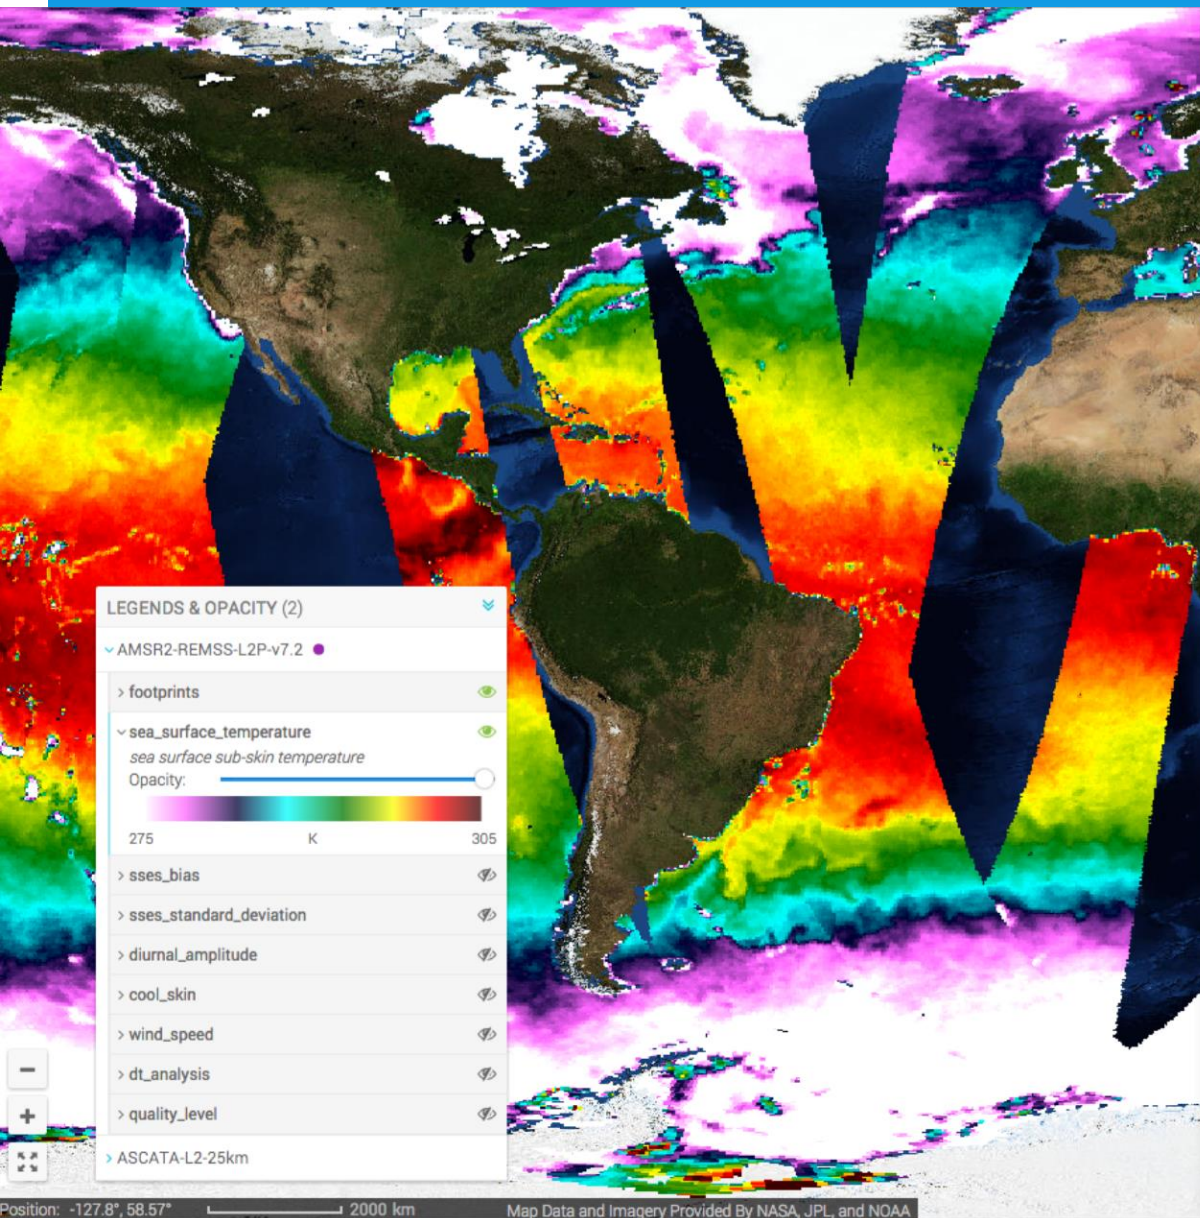 LEGENDS & OPACITY (2)
AMSR2-REMSS-L2P-v7.2
footprints
sea_surface_temperature
sea surface sub-skin temperature
Opacity:
275 K 305
sses_bias
sses_standard_deviation
diurnal_amplitude
cool_skin
wind_speed
dt_analysis
quality_level
ASCATA-L2-25km
Position: -127.8°, 58.57° 2000 km Map Data and Imagery Provided By NASA, JPL, and NOAA